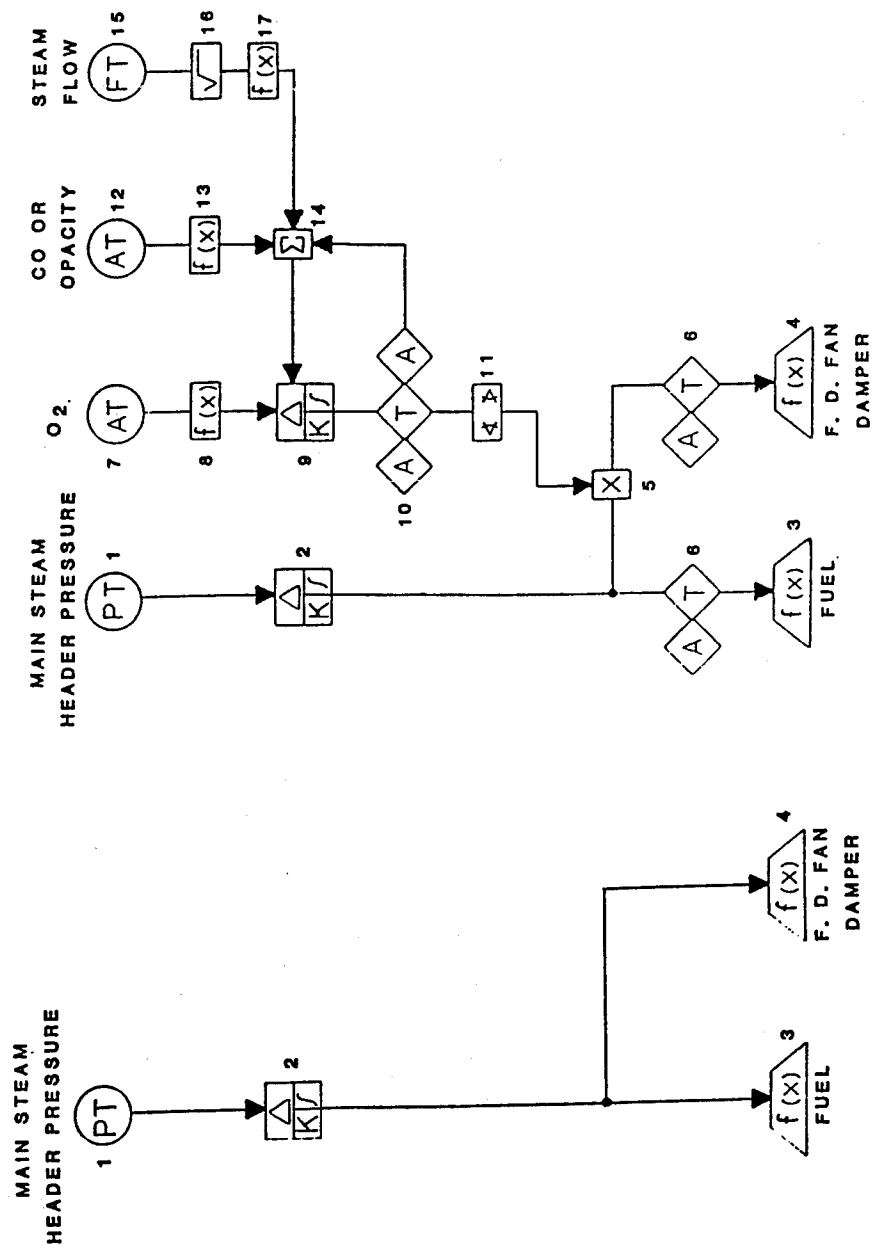 MAIN STEAM
HEADER PRESSURE
1
PT
2
Δ
K ∫
f(x)
3
FUEL
f(x)
4
F. D. FAN
DAMPER
MAIN STEAM
HEADER PRESSURE
PT
1
Δ
K ∫
2
A
T
6
f(x)
3
FUEL
O2
7
AT
8
f(x)
9
Δ
K ∫
10
A
T
A
11
X
5
A
T
6
f(x)
4
F. D. FAN
DAMPER
CO OR
OPACITY
AT
12
f(x)
13
Σ
14
STEAM
FLOW
FT
15
√
16
f(x)
17